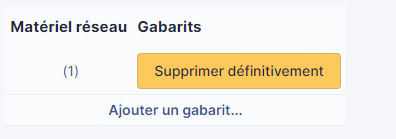 Matériel réseau Gabarits
(1) Supprimer définitivement
Ajouter un gabarit...